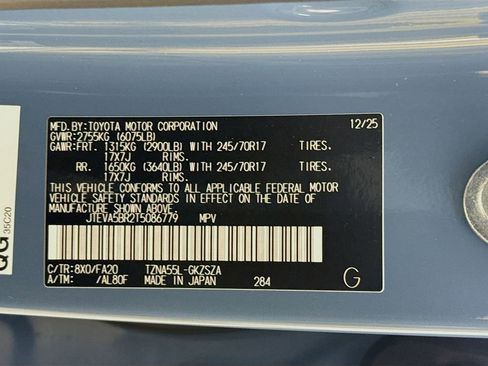 MFD.BY:TOYOTA MOTOR CORPORATION 12/25
GVWR:2755KG (6075LB)
GAWR:FRT. 1315KG (2900LB) WITH 245/70R17 TIRES.
17X7J RIMS.
RR. 1650KG (3640LB) WITH 245/70R17 TIRES.
17X7J RIMS.
THIS VEHICLE CONFORMS TO ALL APPLICABLE FEDERAL MOTOR
VEHICLE SAFETY STANDARDS IN EFFECT ON THE DATE OF
MANUFACTURE SHOWN ABOVE.
JTEVA5BR2T5086779 MPV
C/TR:8X0/FA20 TZNA55L-GKZSZA
A/TM: /AL80F MADE IN JAPAN 284 G
QG
35C20